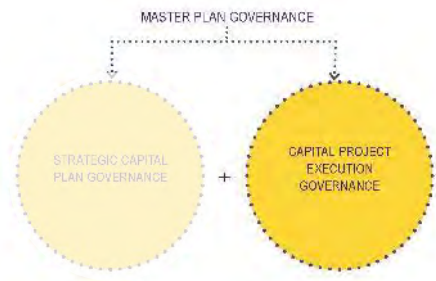 MASTER PLAN GOVERNANCE
STRATEGIC CAPITAL
PLAN GOVERNANCE
+
CAPITAL PROJECT
EXECUTION
GOVERNANCE